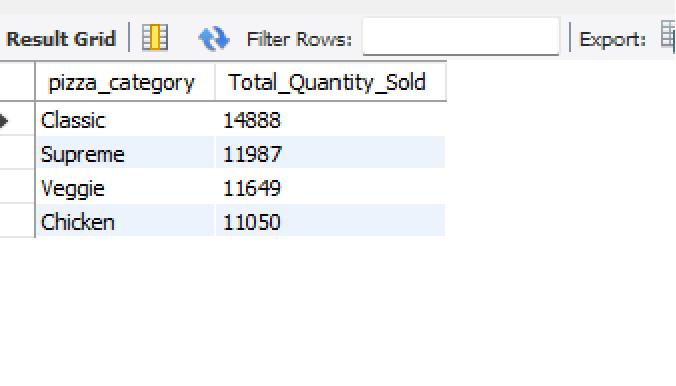 Result Grid Filter Rows: Export:
pizza_category Total_Quantity_Sold
Classic 14888
Supreme 11987
Veggie 11649
Chicken 11050